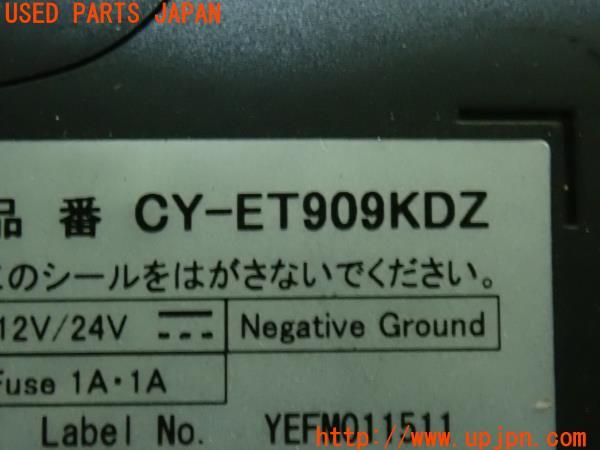 USED PARTS JAPAN
品 番 CY-ET909KDZ
このシールをはがさないでください。
12V/24V Negative Ground
Fuse 1A・1A
Label No. YEFM011511
http://www.upjpn.com